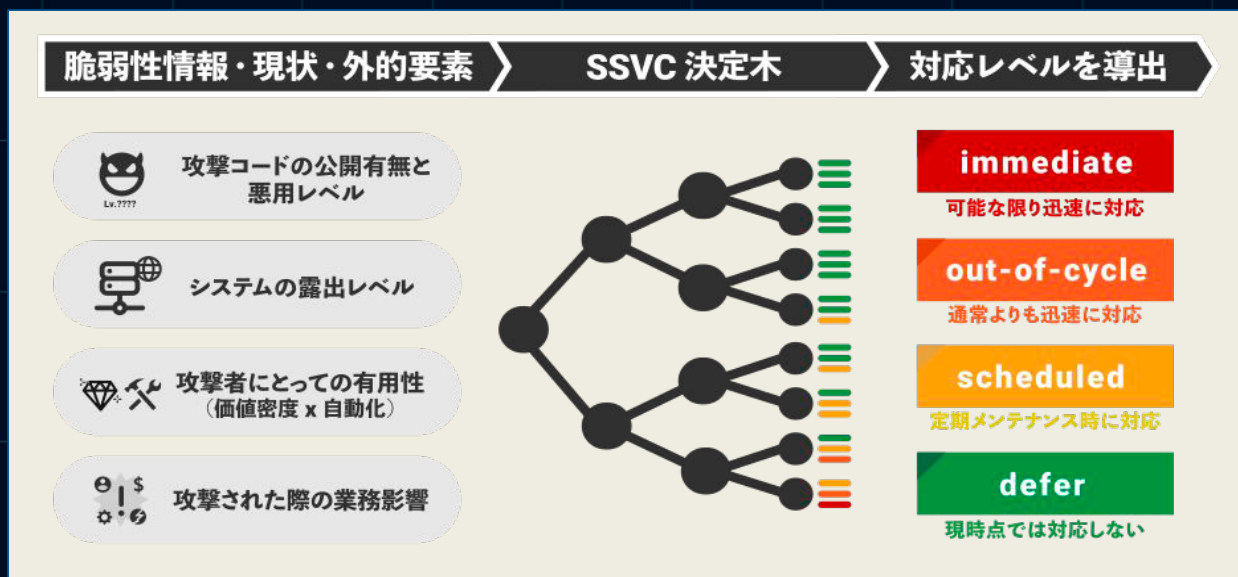 脆弱性情報・現状・外的要素
SSVC 決定木
対応レベルを導出
攻撃コードの公開有無と
悪用レベル
Lv.????
システムの露出レベル
攻撃者にとっての有用性
（価値密度 x 自動化）
攻撃された際の業務影響
immediate
可能な限り迅速に対応
out-of-cycle
通常よりも迅速に対応
scheduled
定期メンテナンス時に対応
defer
現時点では対応しない